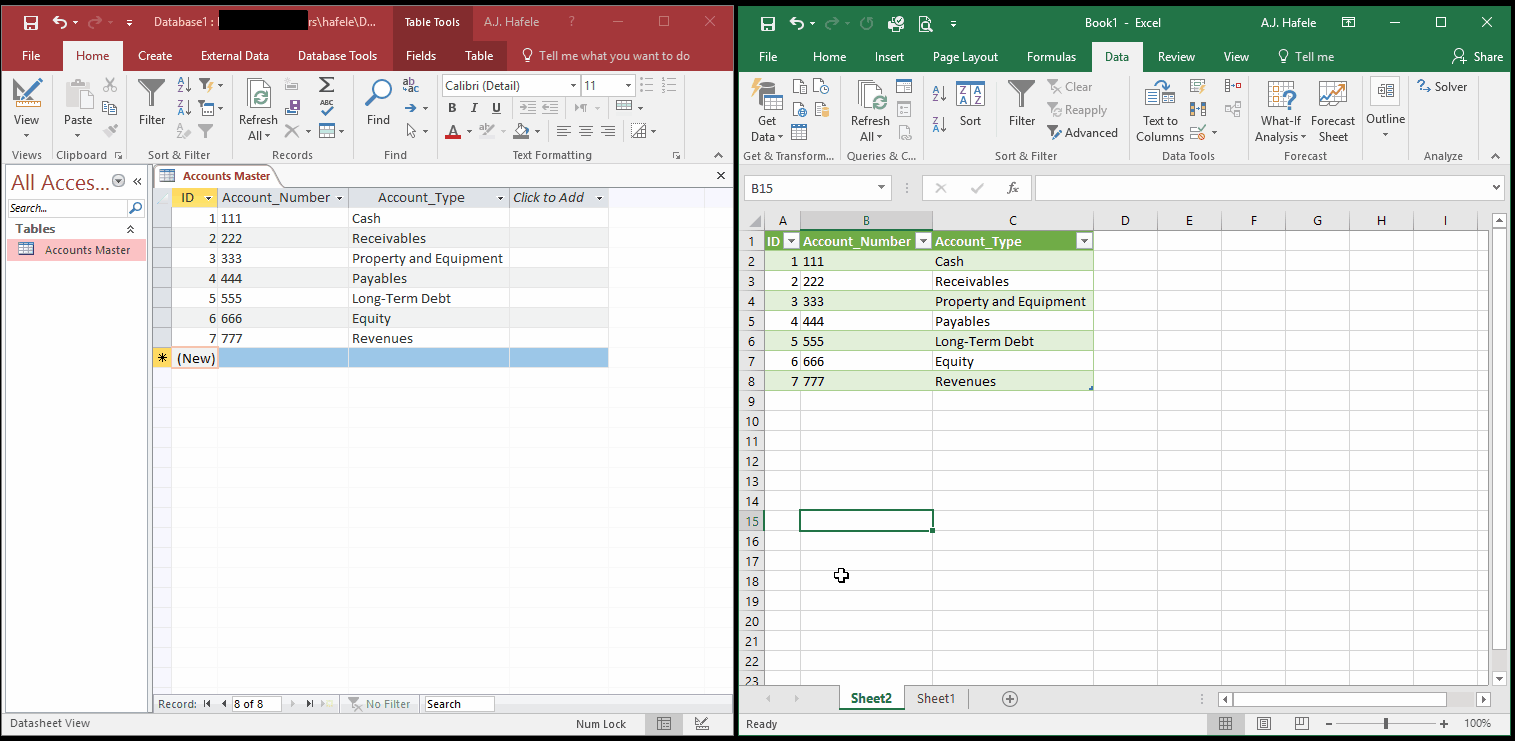 Database1 : rs\hafele\D...
Table Tools
A.J. Hafele ?
File Home Create External Data Database Tools Fields Table Tell me what you want to do
View
Paste
Filter
Refresh
All
Find
Calibri (Detail) 11
B I U
Views Clipboard Sort & Filter Records Find Text Formatting
All Acces...
Search...
Tables
Accounts Master
Accounts Master
ID Account_Number Account_Type Click to Add
1 111 Cash
2 222 Receivables
3 333 Property and Equipment
4 444 Payables
5 555 Long-Term Debt
6 666 Equity
7 777 Revenues
(New)
Record: 8 of 8 No Filter Search
Datasheet View Num Lock
Book1 - Excel A.J. Hafele
File Home Insert Page Layout Formulas Data Review View Tell me Share
Get
Data
Refresh
All
Sort
Filter
Clear
Reapply
Advanced
Text to
Columns
What-If
Analysis
Forecast
Sheet
Outline
Solver
Get & Transform... Queries & C... Sort & Filter Data Tools Forecast Analyze
B15 fx
A B C D E F G H I
1 ID Account_Number Account_Type
2 1 111 Cash
3 2 222 Receivables
4 3 333 Property and Equipment
5 4 444 Payables
6 5 555 Long-Term Debt
7 6 666 Equity
8 7 777 Revenues
9
10
11
12
13
14
15
16
17
18
19
20
21
22
23
Sheet2 Sheet1
Ready 100%